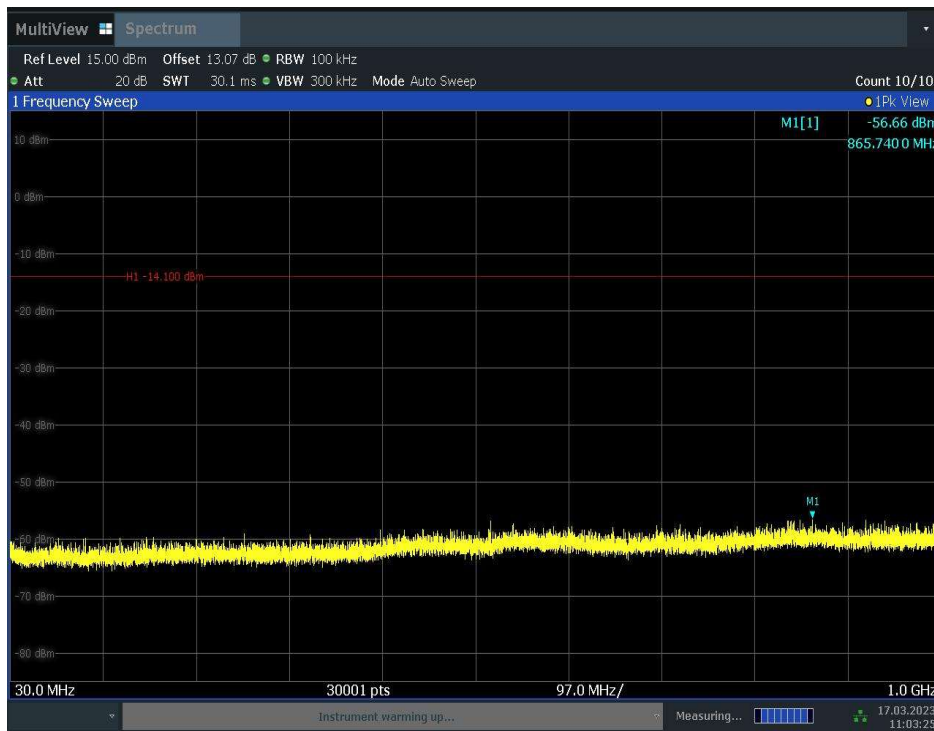 MultiView Spectrum
Ref Level 15.00 dBm Offset 13.07 dB RBW 100 kHz
Att 20 dB SWT 30.1 ms VBW 300 kHz Mode Auto Sweep Count 10/10
1 Frequency Sweep 1Pk View
M1[1] -56.66 dBm
865.7400 MHz
10 dBm
0 dBm
-10 dBm
H1 -14.100 dBm
-20 dBm
-30 dBm
-40 dBm
-50 dBm
M1
-60 dBm
-70 dBm
-80 dBm
30.0 MHz 30001 pts 97.0 MHz/ 1.0 GHz
Instrument warming up... Measuring... 17.03.2023
11:03:25